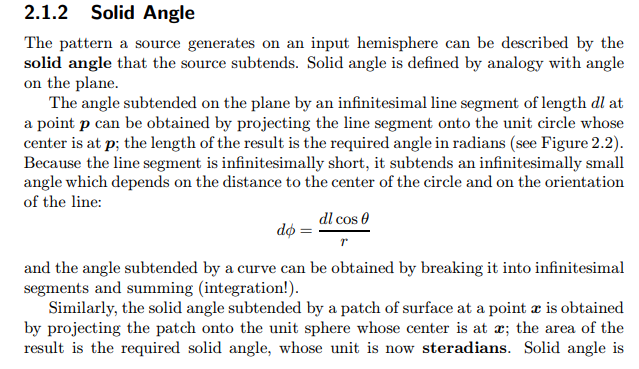 2.1.2 Solid Angle
The pattern a source generates on an input hemisphere can be described by the
solid angle that the source subtends. Solid angle is defined by analogy with angle
on the plane.
The angle subtended on the plane by an infinitesimal line segment of length dl at
a point p can be obtained by projecting the line segment onto the unit circle whose
center is at p; the length of the result is the required angle in radians (see Figure 2.2).
Because the line segment is infinitesimally short, it subtends an infinitesimally small
angle which depends on the distance to the center of the circle and on the orientation
of the line:
dϕ = dl cos θ / r
and the angle subtended by a curve can be obtained by breaking it into infinitesimal
segments and summing (integration!).
Similarly, the solid angle subtended by a patch of surface at a point x is obtained
by projecting the patch onto the unit sphere whose center is at x; the area of the
result is the required solid angle, whose unit is now steradians. Solid angle is